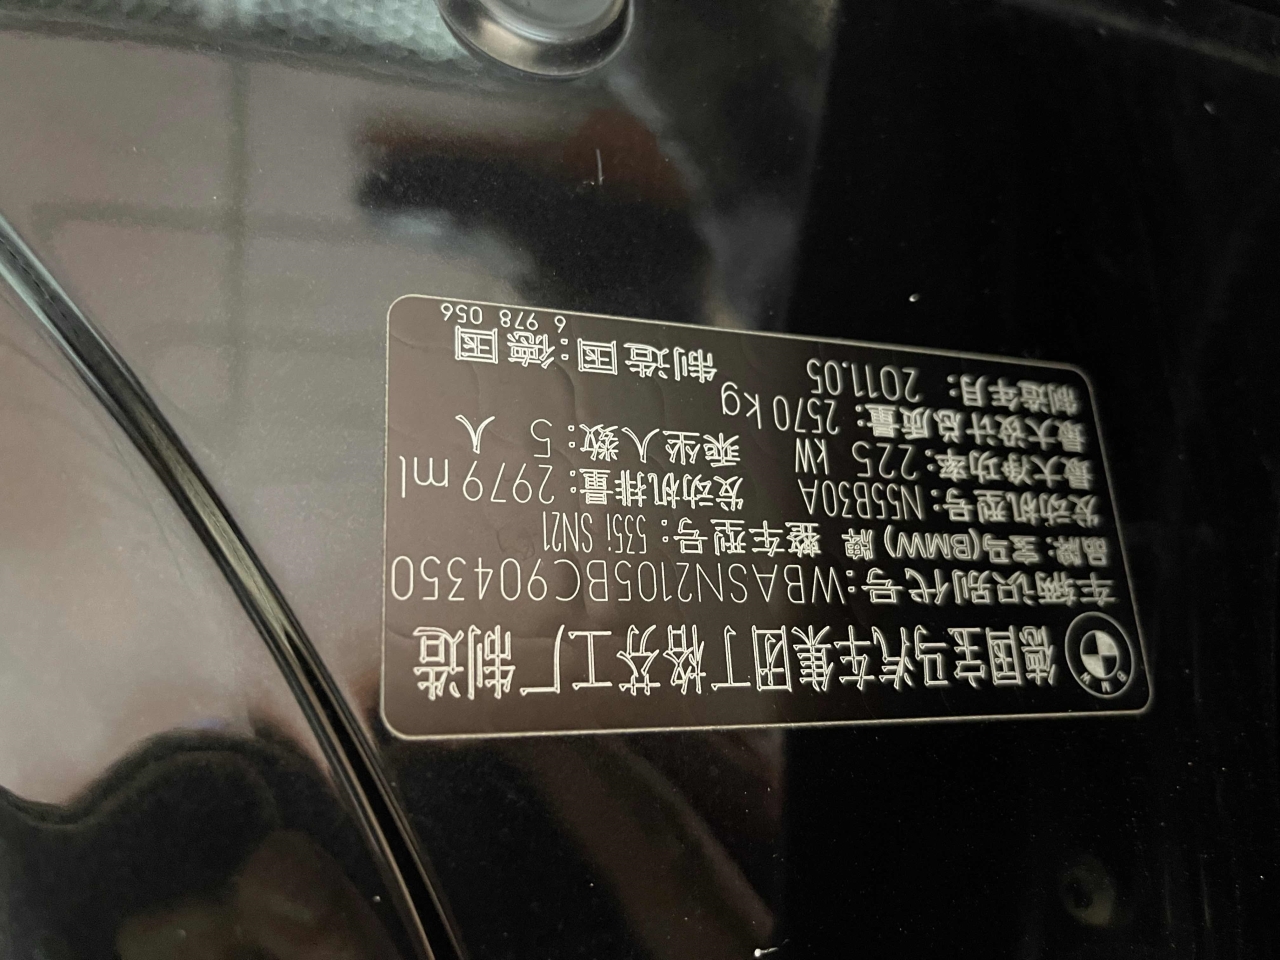 BMW 德国宝马汽车集团丁格芬工厂制造
车辆识别代号：WBASN2105BC904350
品牌：宝马(BMW) 牌 整车型号：535i SN21
发动机型号：N55B30A 发动机排量：2979 ml
最大净功率：225 kW 乘坐人数：5 人
最大设计总质量：2570 kg
制造年月：2011.05 制造国：德国
6 978 056